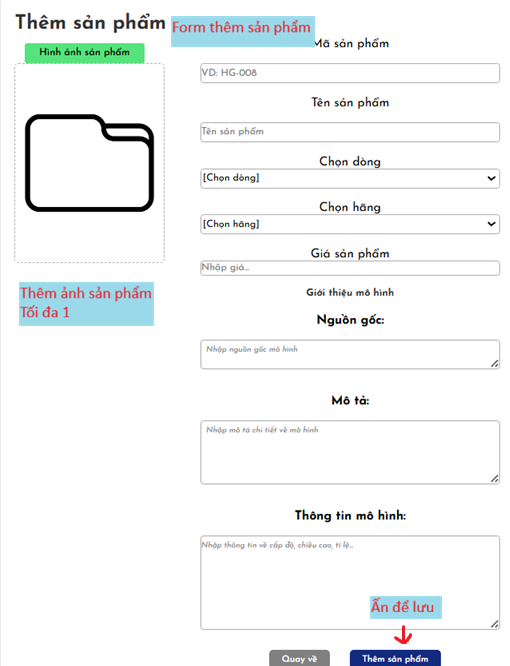 Thêm sản phẩm
Form thêm sản phẩm
Hình ảnh sản phẩm
Mã sản phẩm
VD: HG-008
Tên sản phẩm
Tên sản phẩm
Chọn dòng
[Chọn dòng]
Chọn hãng
[Chọn hãng]
Giá sản phẩm
Nhập giá...
Thêm ảnh sản phẩm
Tối đa 1
Giới thiệu mô hình
Nguồn gốc:
Nhập nguồn gốc mô hình
Mô tả:
Nhập mô tả chi tiết về mô hình
Thông tin mô hình:
Nhập thông tin về cấp độ, chiều cao, tỉ lệ...
Ấn để lưu
Quay về
Thêm sản phẩm